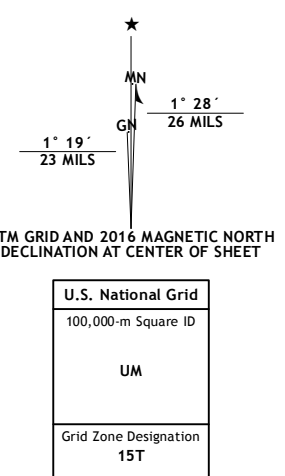 ★
MN
1° 28´
26 MILS
GN
1° 19´
23 MILS
TM GRID AND 2016 MAGNETIC NORTH
DECLINATION AT CENTER OF SHEET
U.S. National Grid
100,000-m Square ID
UM
Grid Zone Designation
15T